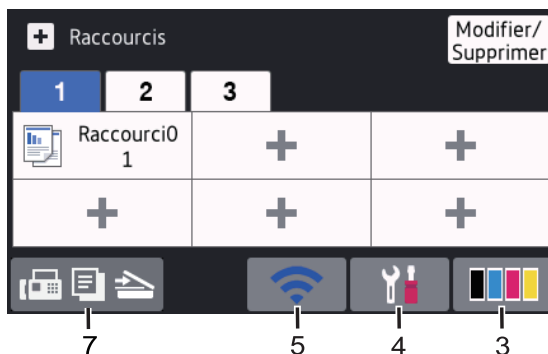 Raccourcis
Modifier/
Supprimer
1 2 3
Raccourci0
1
7 5 4 3